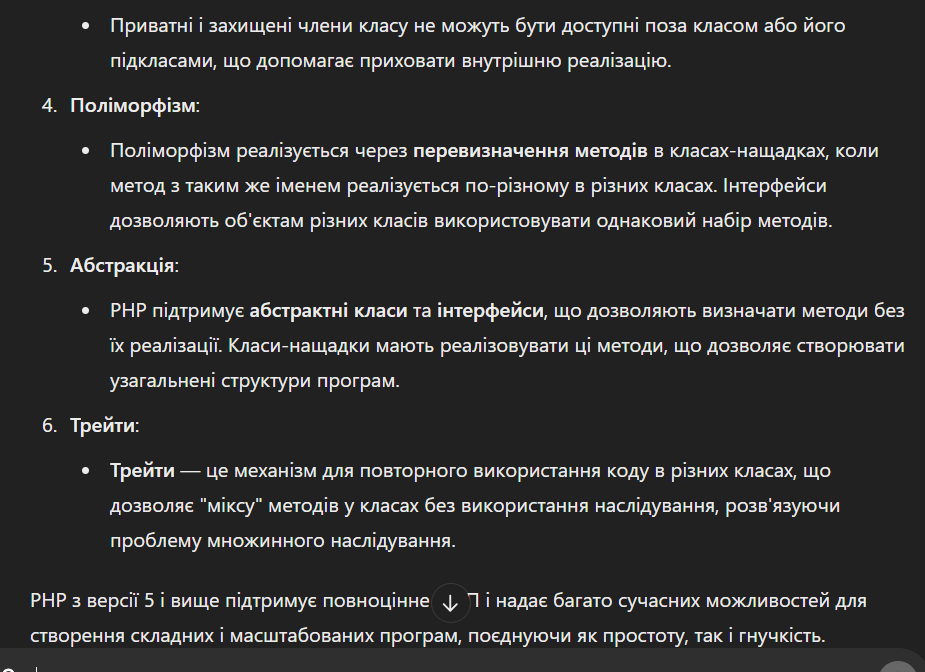 • Приватні і захищені члени класу не можуть бути доступні поза класом або його
підкласами, що допомагає приховати внутрішню реалізацію.
4. Поліморфізм:
• Поліморфізм реалізується через перевизначення методів в класах-нащадках, коли
метод з таким же іменем реалізується по-різному в різних класах. Інтерфейси
дозволяють об'єктам різних класів використовувати однаковий набір методів.
5. Абстракція:
• PHP підтримує абстрактні класи та інтерфейси, що дозволяють визначати методи без
їх реалізації. Класи-нащадки мають реалізовувати ці методи, що дозволяє створювати
узагальнені структури програм.
6. Трейти:
• Трейти — це механізм для повторного використання коду в різних класах, що
дозволяє "міксу" методів у класах без використання наслідування, розв'язуючи
проблему множинного наслідування.
PHP з версії 5 і вище підтримує повноцінне і надає багато сучасних можливостей для
створення складних і масштабованих програм, поєднуючи як простоту, так і гнучкість.